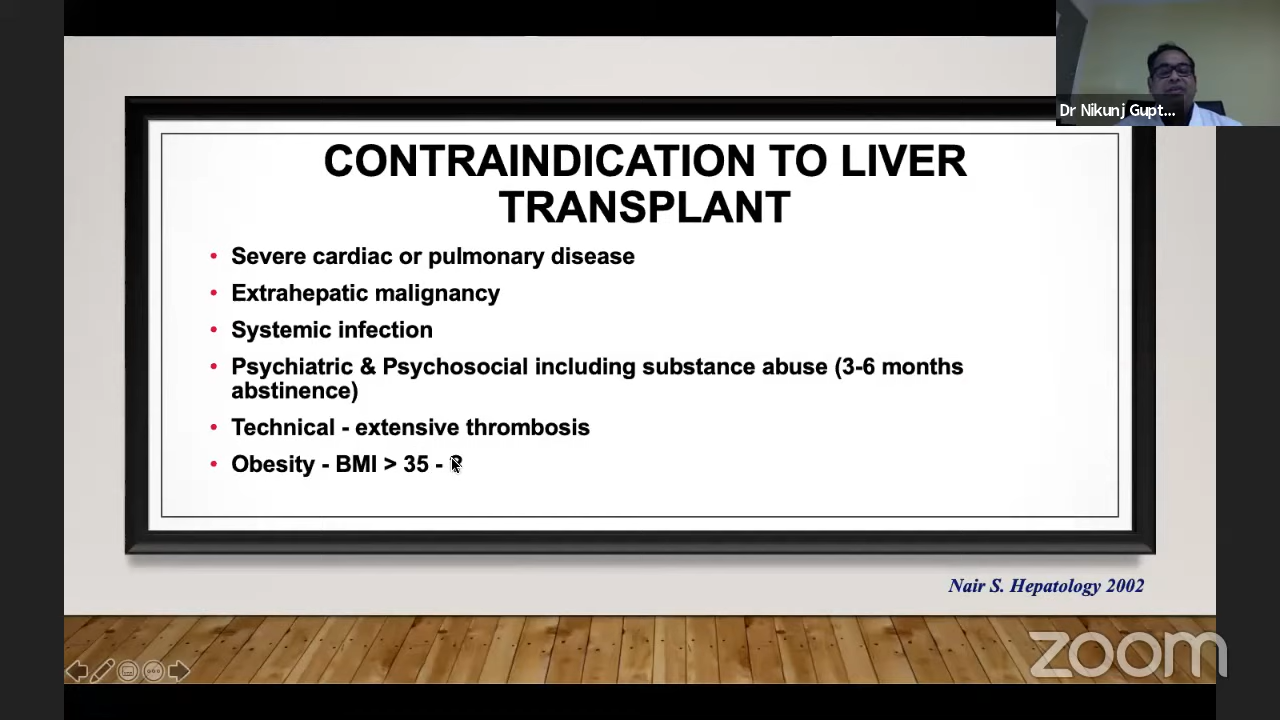 Dr Nikunj Gupt...
CONTRAINDICATION TO LIVER
TRANSPLANT
• Severe cardiac or pulmonary disease
• Extrahepatic malignancy
• Systemic infection
• Psychiatric & Psychosocial including substance abuse (3-6 months
abstinence)
• Technical - extensive thrombosis
• Obesity - BMI > 35 -
Nair S. Hepatology 2002
zoom